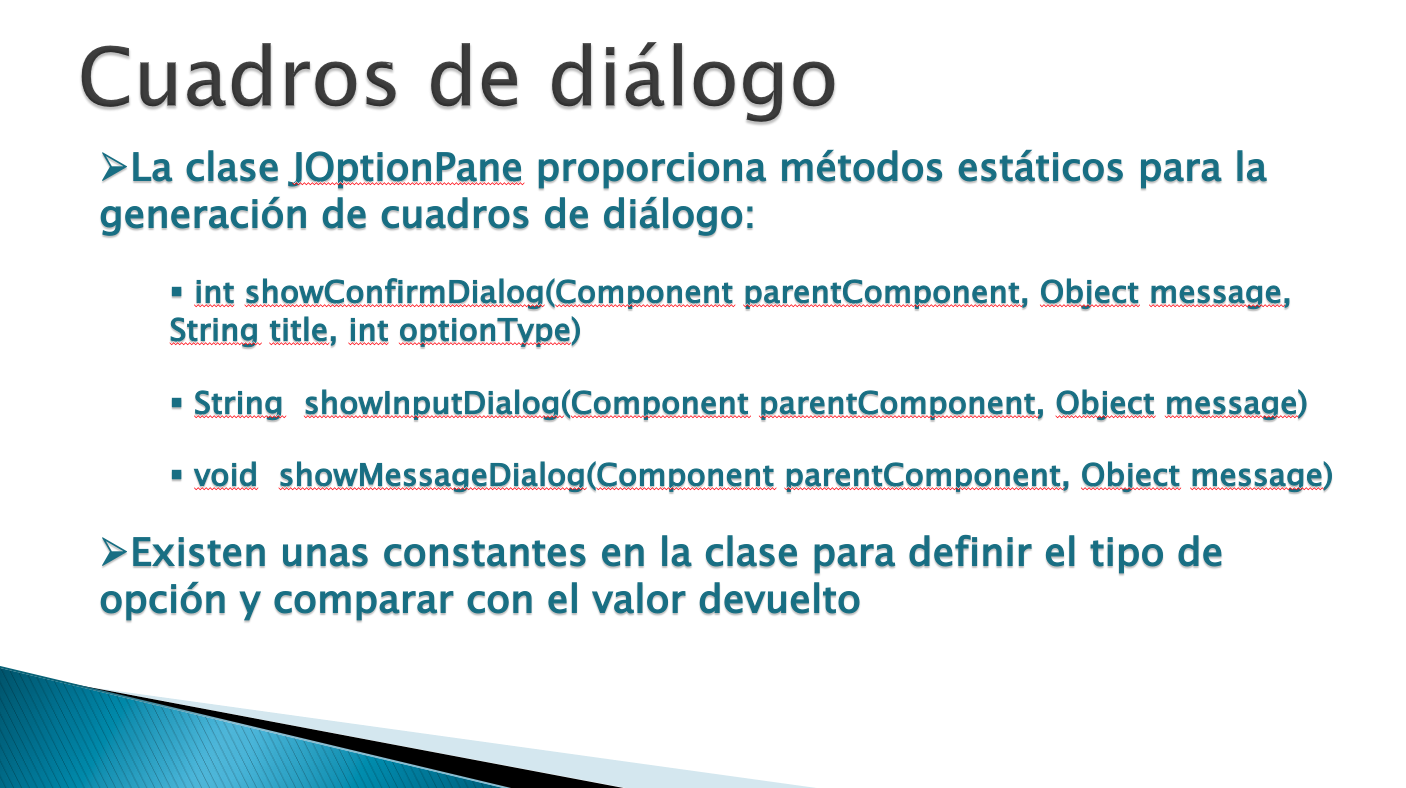 Cuadros de diálogo
➢La clase JOptionPane proporciona métodos estáticos para la
generación de cuadros de diálogo:
▪ int showConfirmDialog(Component parentComponent, Object message,
String title, int optionType)
▪ String  showInputDialog(Component parentComponent, Object message)
▪ void  showMessageDialog(Component parentComponent, Object message)
➢Existen unas constantes en la clase para definir el tipo de
opción y comparar con el valor devuelto